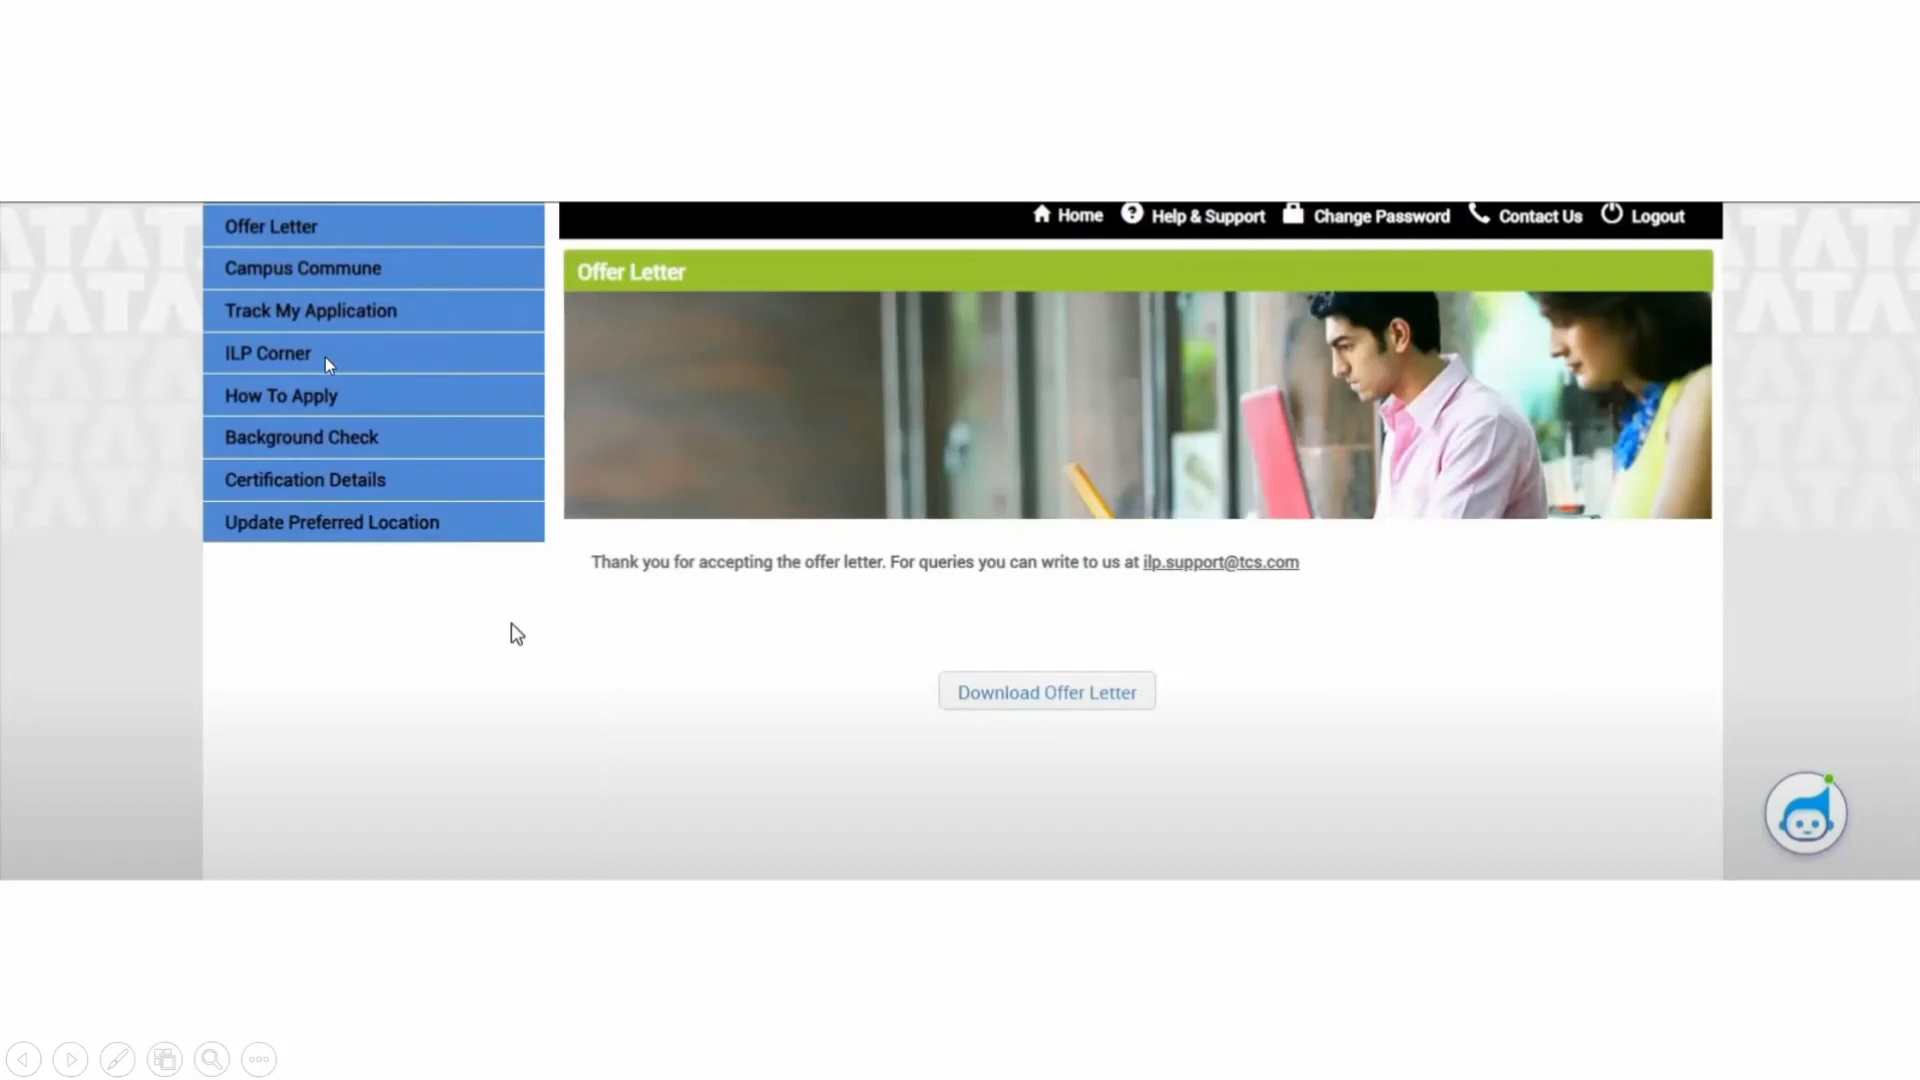 Offer Letter
Campus Commune
Track My Application
ILP Corner
How To Apply
Background Check
Certification Details
Update Preferred Location
Home
Help & Support
Change Password
Contact Us
Logout
Offer Letter
Thank you for accepting the offer letter. For queries you can write to us at ilp.support@tcs.com
Download Offer Letter